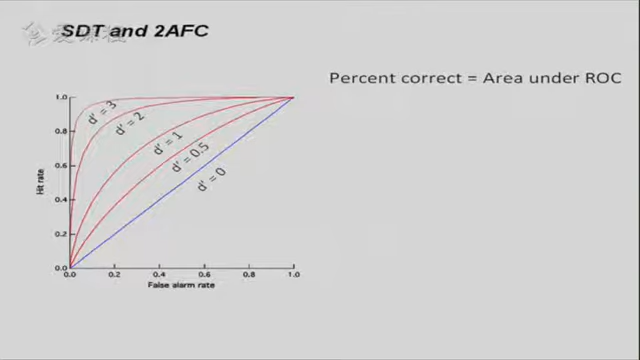 SDT and 2AFC
Percent correct = Area under ROC
1.0
0.8
0.6
0.4
0.2
0.0
Hit rate
d' = 3
d' = 2
d' = 1
d' = 0.5
d' = 0
0.0 0.2 0.4 0.6 0.8 1.0
False alarm rate